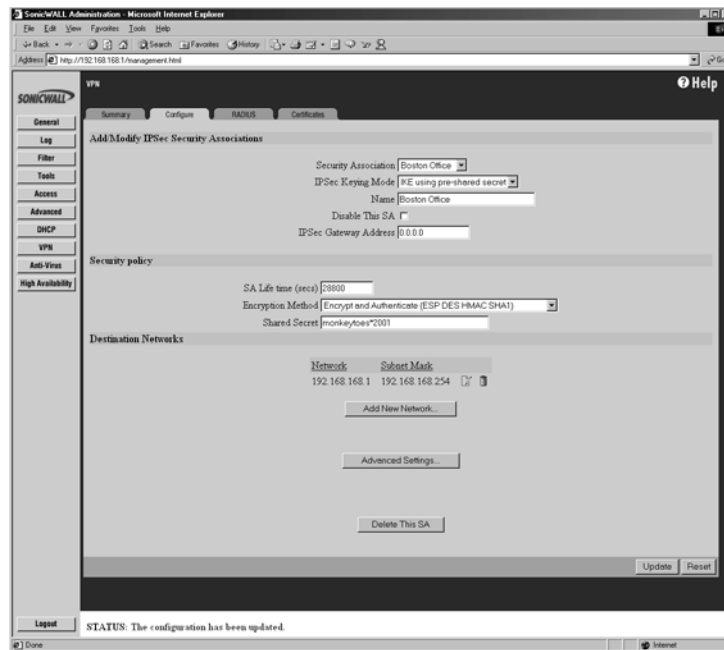 SonicWALL Administration - Microsoft Internet Explorer
File Edit View Favorites Tools Help
Back Search Favorites History
Address http://192.168.168.1/management.html
SONICWALL
VPN
Help
Summary Configure RADIUS Certificates
General
Log
Filter
Tools
Access
Advanced
DHCP
VPN
Anti-Virus
High Availability
Logout
Add/Modify IPSec Security Associations
Security Association Boston Office
IPSec Keying Mode IKE using pre-shared secret
Name Boston Office
Disable This SA
IPSec Gateway Address 0.0.0.0
Security policy
SA Life time (secs) 28800
Encryption Method Encrypt and Authenticate (ESP DES HMAC SHA1)
Shared Secret monkeytoes*2001
Destination Networks
Network Subnet Mask
192.168.168.1 192.168.168.254
Add New Network...
Advanced Settings...
Delete This SA
Update Reset
STATUS: The configuration has been updated.
Done Internet